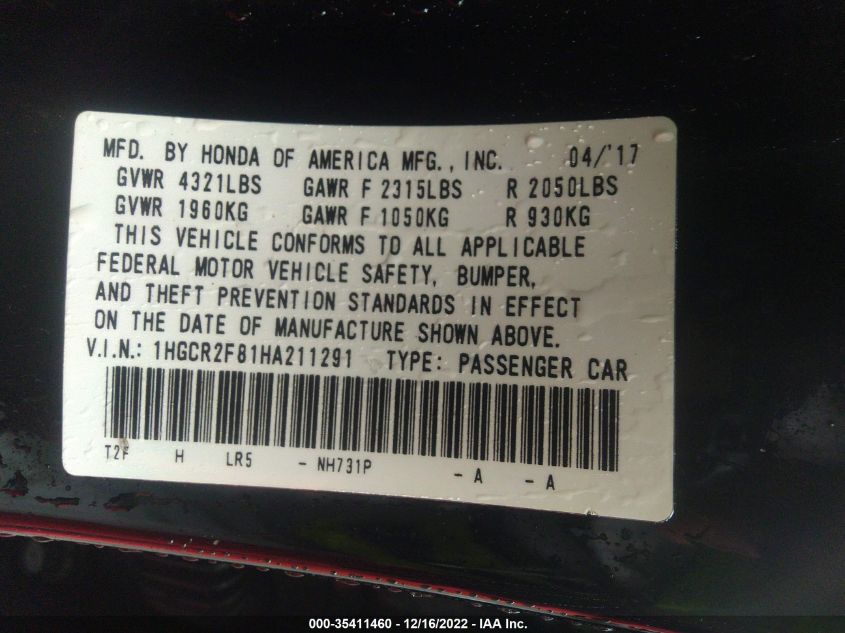 MFD. BY HONDA OF AMERICA MFG., INC. 04/'17
GVWR 4321LBS GAWR F 2315LBS R 2050LBS
GVWR 1960KG GAWR F 1050KG R 930KG
THIS VEHICLE CONFORMS TO ALL APPLICABLE
FEDERAL MOTOR VEHICLE SAFETY, BUMPER,
AND THEFT PREVENTION STANDARDS IN EFFECT
ON THE DATE OF MANUFACTURE SHOWN ABOVE.
V.I.N.: 1HGCR2F81HA211291 TYPE: PASSENGER CAR
T2F H LR5 - NH731P - A - A
000-35411460 - 12/16/2022 - IAA Inc.